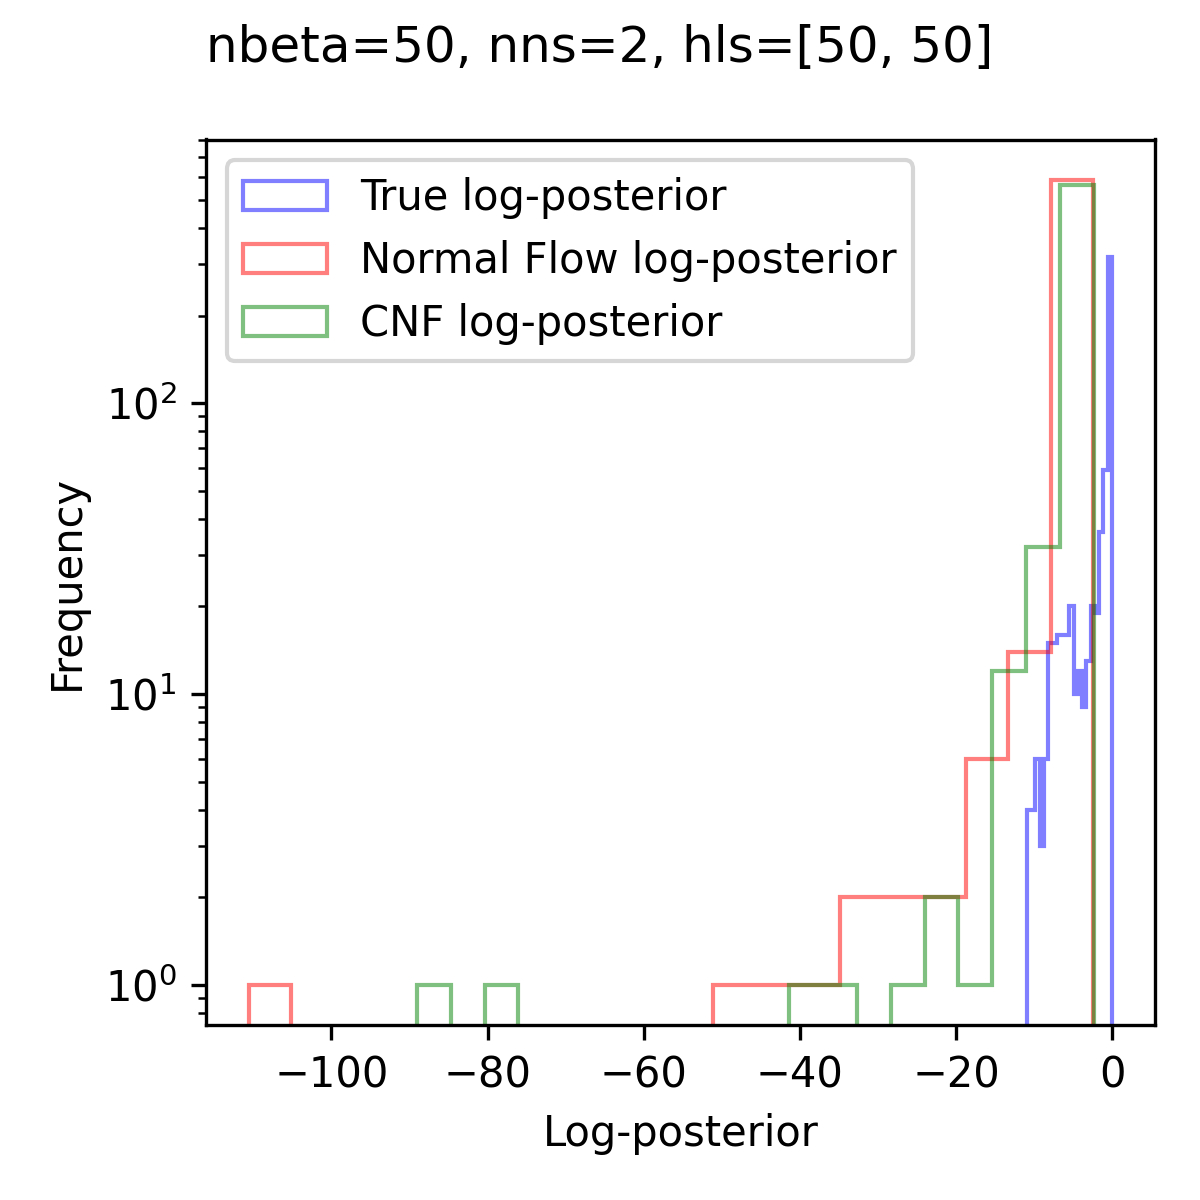 nbeta=50, nns=2, hls=[50, 50]
True log-posterior
Normal Flow log-posterior
CNF log-posterior
10²
10¹
10⁰
Frequency
−100
−80
−60
−40
−20
0
Log-posterior